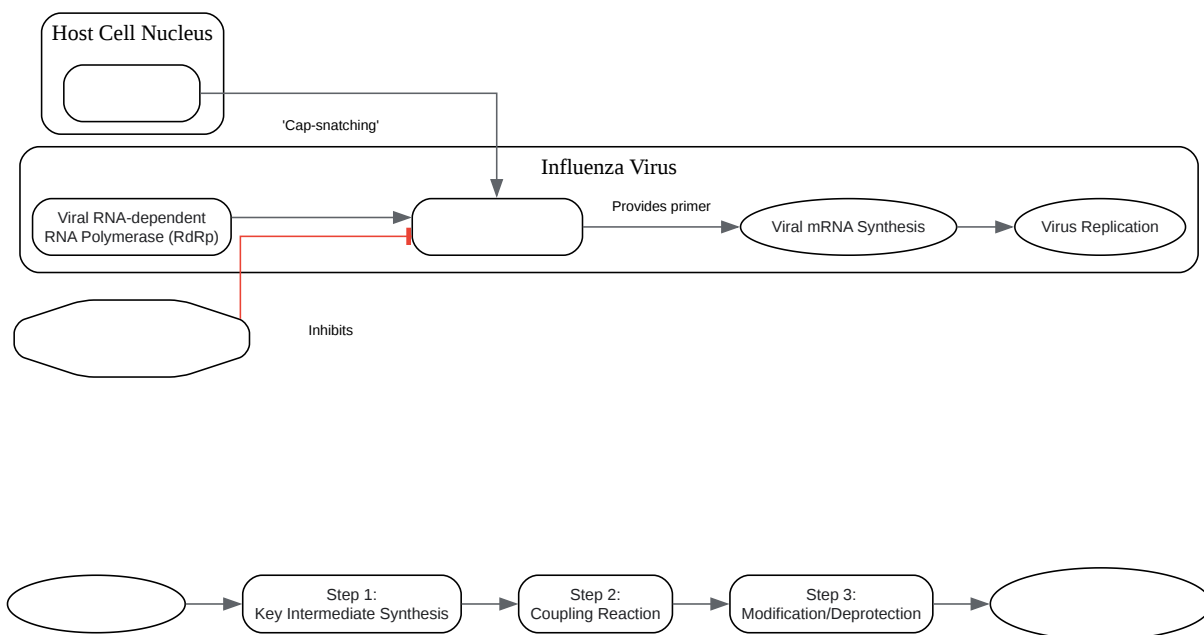 Host Cell Nucleus
'Cap-snatching'
Influenza Virus
Viral RNA-dependent
RNA Polymerase (RdRp)
Provides primer
Viral mRNA Synthesis
Virus Replication
Inhibits
Step 1:
Key Intermediate Synthesis
Step 2:
Coupling Reaction
Step 3:
Modification/Deprotection